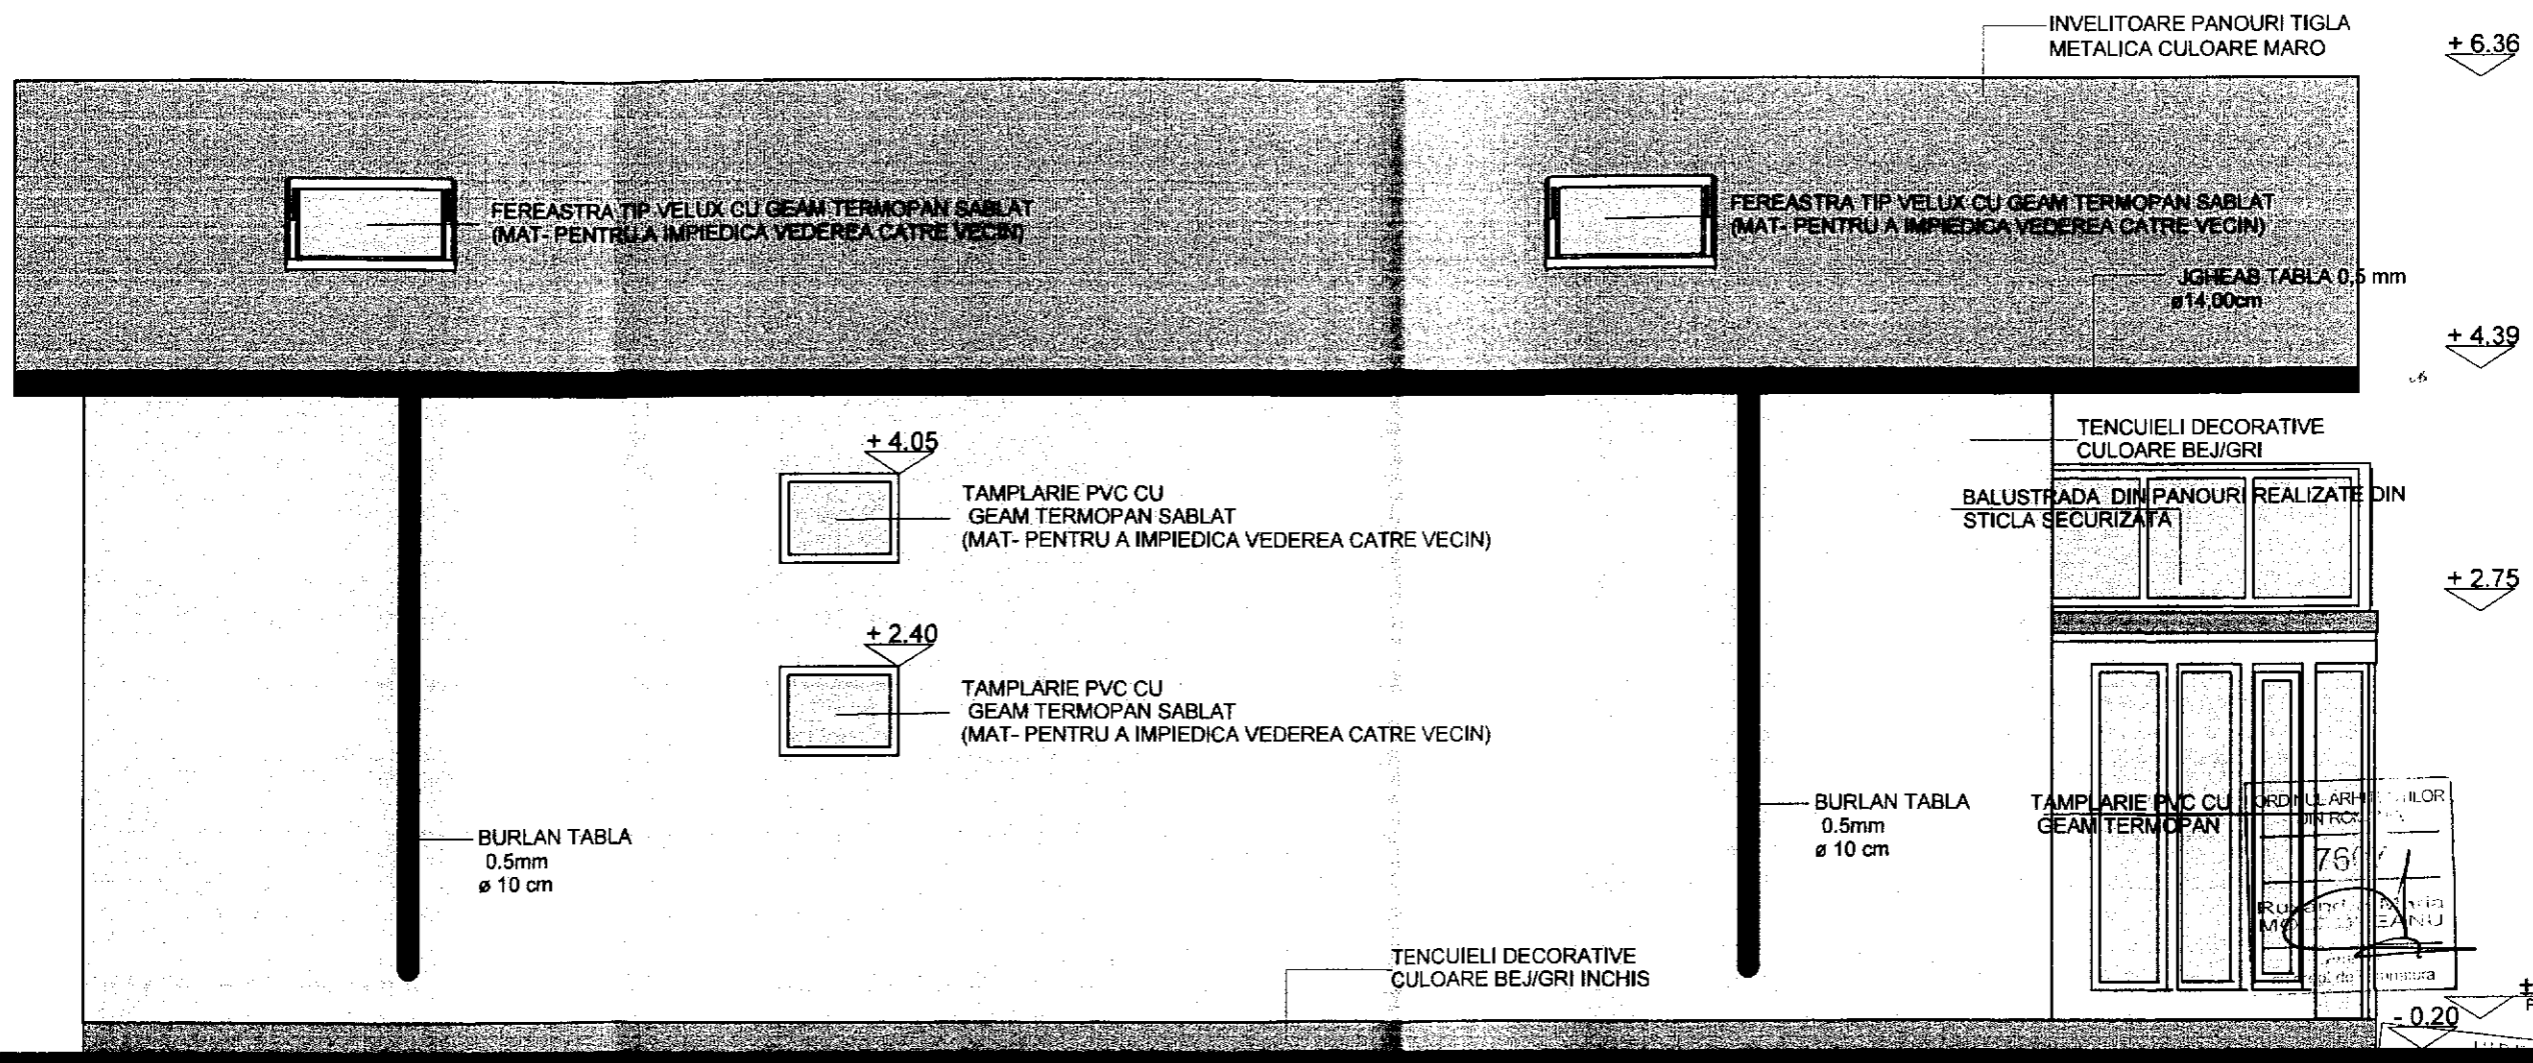 INVELITOARE PANOURI TIGLA
METALICA CULOARE MARO
+ 6.36
FEREASTRA TIP VELUX CU GEAM TERMOPAN SABLAT
(MAT- PENTRU A IMPIEDICA VEDEREA CATRE VECIN)
FEREASTRA TIP VELUX CU GEAM TERMOPAN SABLAT
(MAT- PENTRU A IMPIEDICA VEDEREA CATRE VECIN)
JGHEAB TABLA 0,5 mm
ø14,00cm
+ 4.39
+ 4.05
TENCUIELI DECORATIVE
CULOARE BEJ/GRI
TAMPLARIE PVC CU
GEAM TERMOPAN SABLAT
(MAT- PENTRU A IMPIEDICA VEDEREA CATRE VECIN)
BALUSTRADA DIN PANOURI REALIZATE DIN
STICLA SECURIZATA
+ 2.75
+ 2.40
TAMPLARIE PVC CU
GEAM TERMOPAN SABLAT
(MAT- PENTRU A IMPIEDICA VEDEREA CATRE VECIN)
BURLAN TABLA
0.5mm
ø 10 cm
BURLAN TABLA
0.5mm
ø 10 cm
TAMPLARIE PVC CU
GEAM TERMOPAN
DIN
TENCUIELI DECORATIVE
CULOARE BEJ/GRI INCHIS
- 0.20